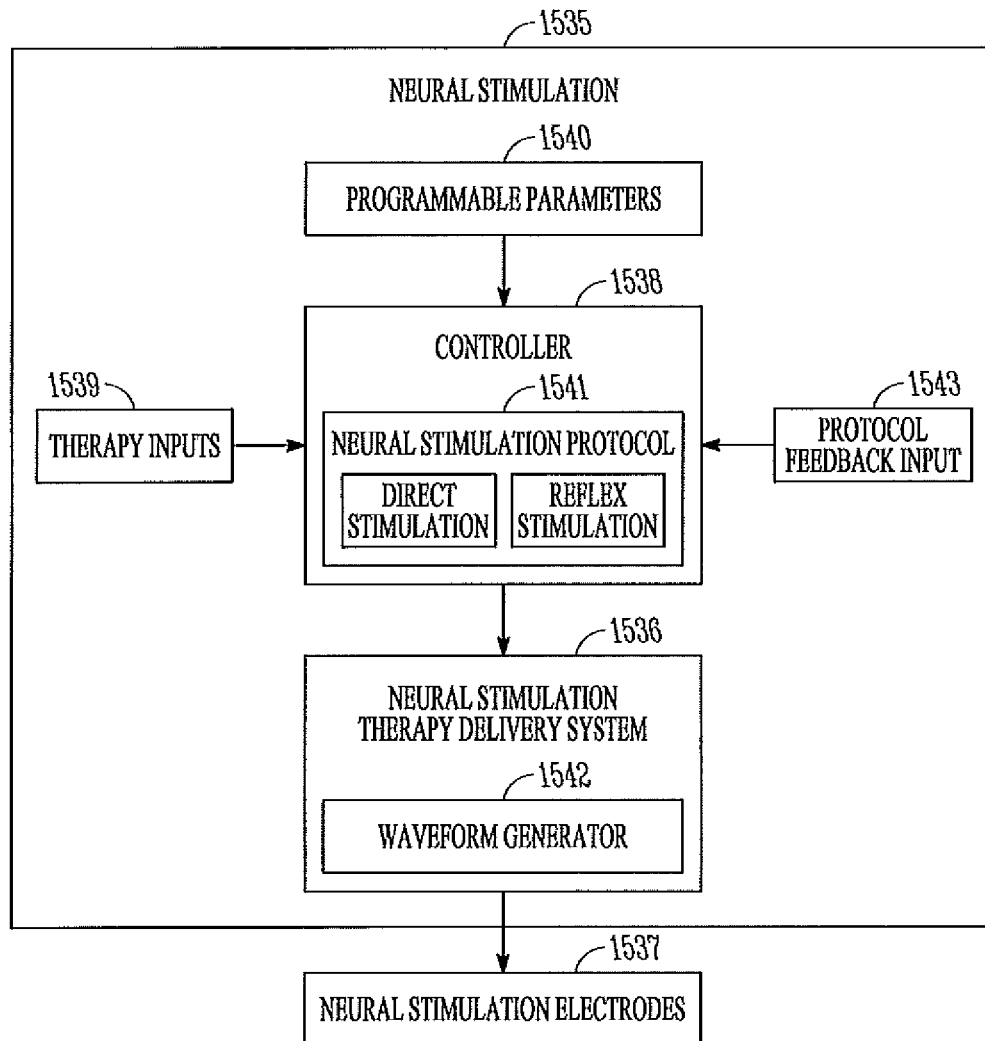 1535
NEURAL STIMULATION
1540
PROGRAMMABLE PARAMETERS
1538
CONTROLLER
1539
THERAPY INPUTS
1541
NEURAL STIMULATION PROTOCOL
DIRECT
STIMULATION
REFLEX
STIMULATION
1543
PROTOCOL
FEEDBACK INPUT
1536
NEURAL STIMULATION
THERAPY DELIVERY SYSTEM
1542
WAVEFORM GENERATOR
1537
NEURAL STIMULATION ELECTRODES